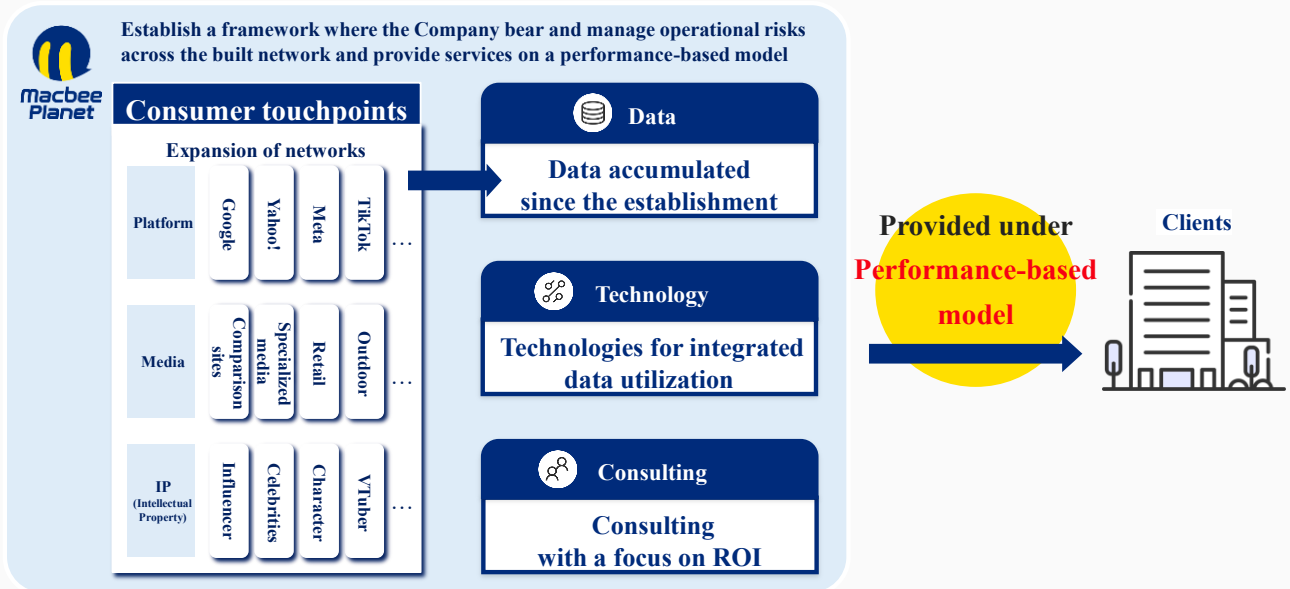 Establish a framework where the Company bear and manage operational risks
across the built network and provide services on a performance-based model
Macbee
Planet
Consumer touchpoints
Expansion of networks
Platform
Google
Yahoo!
Meta
TikTok
...
Media
Comparison
sites
Specialized
media
Retail
Outdoor
...
IP
(Intellectual
Property)
Influencer
Celebrities
Character
VTuber
...
Data
Data accumulated
since the establishment
Technology
Technologies for integrated
data utilization
Consulting
Consulting
with a focus on ROI
Provided under
Performance-based
model
Clients